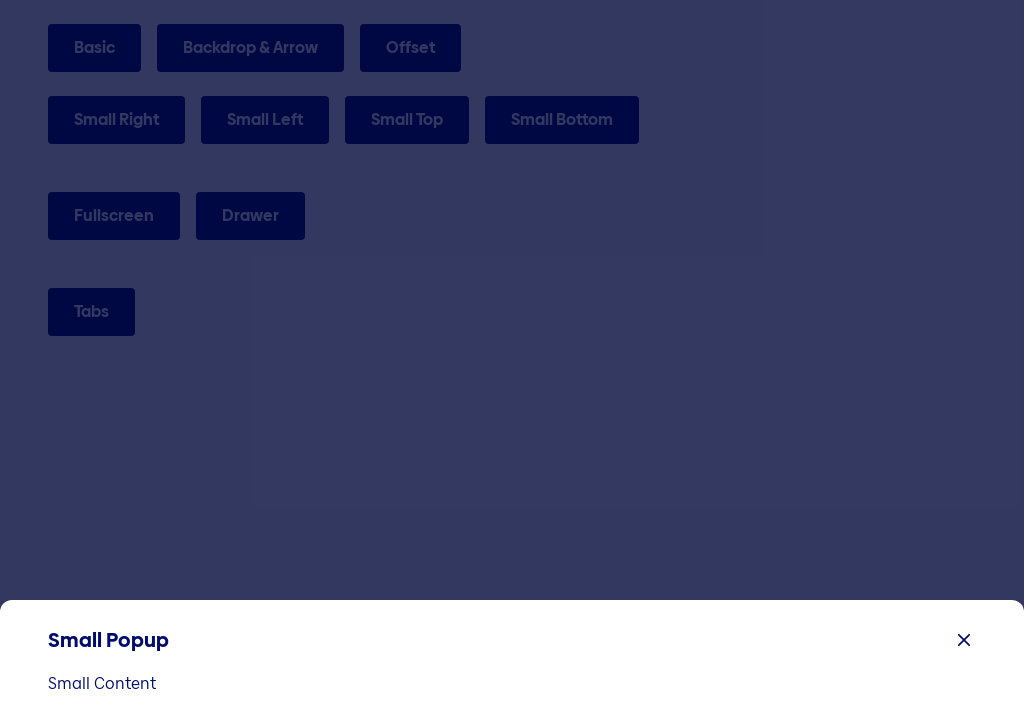 Basic Backdrop & Arrow Offset
Small Right Small Left Small Top Small Bottom
Fullscreen Drawer
Tabs
Small Popup
Small Content